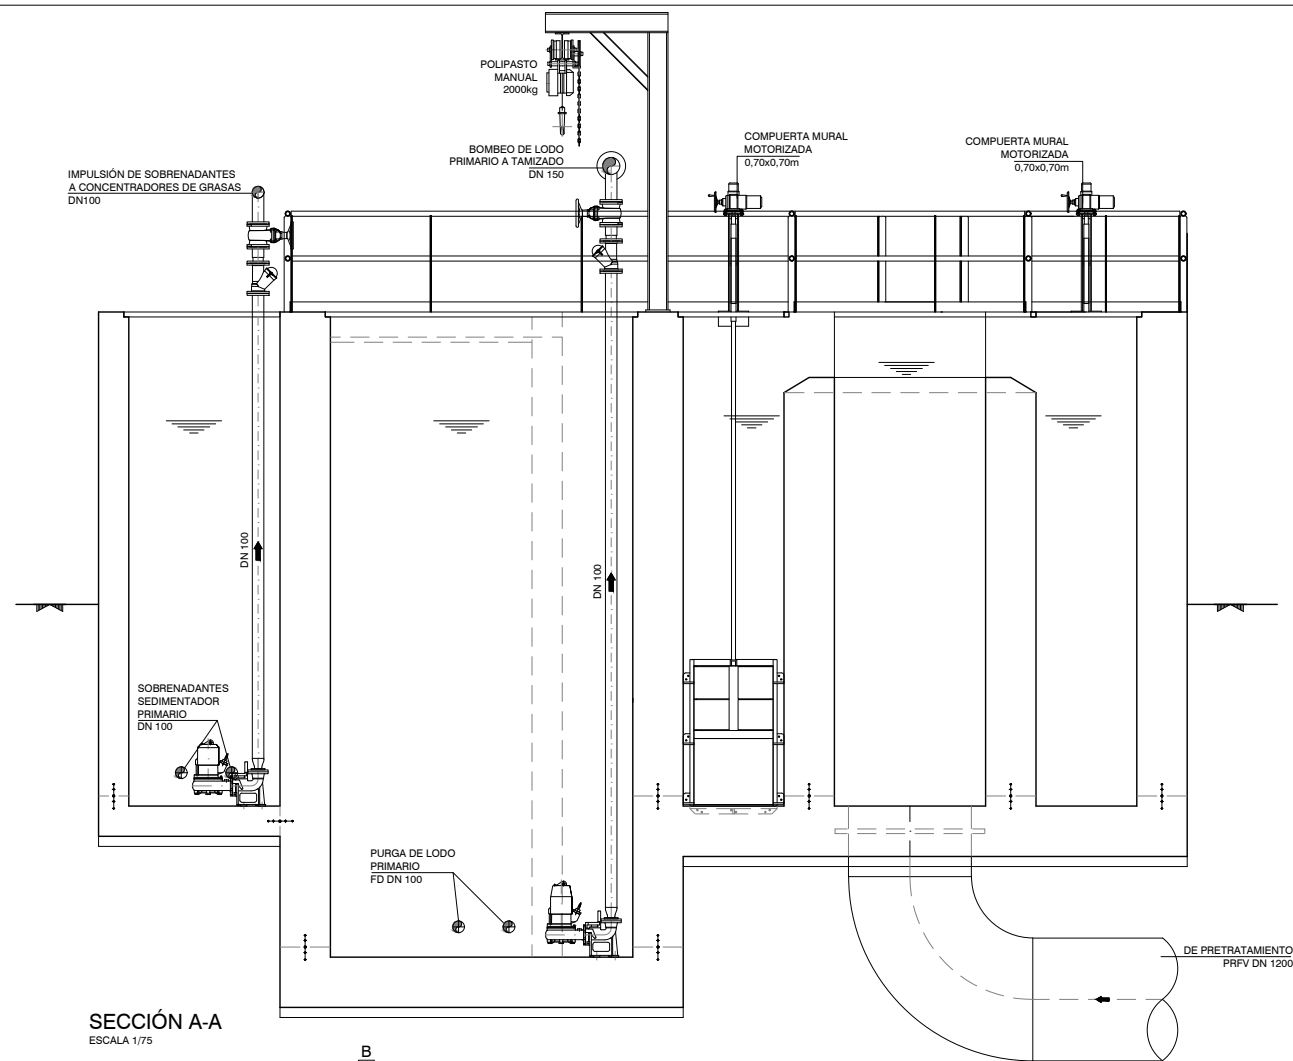 POLIPASTO
MANUAL
2000kg
COMPUERTA MURAL
MOTORIZADA
0,70x0,70m
COMPUERTA MURAL
MOTORIZADA
0,70x0,70m
BOMBEO DE LODO
PRIMARIO A TAMIZADO
DN 150
IMPULSIÓN DE SOBRENADANTES
A CONCENTRADORES DE GRASAS
DN100
DN 100
DN 100
SOBRENADANTES
SEDIMENTADOR
PRIMARIO
DN 100
PURGA DE LODO
PRIMARIO
FD DN 100
DE PRETRATAMIENTO
PRFV DN 1200
SECCIÓN A-A
ESCALA 1/75
B